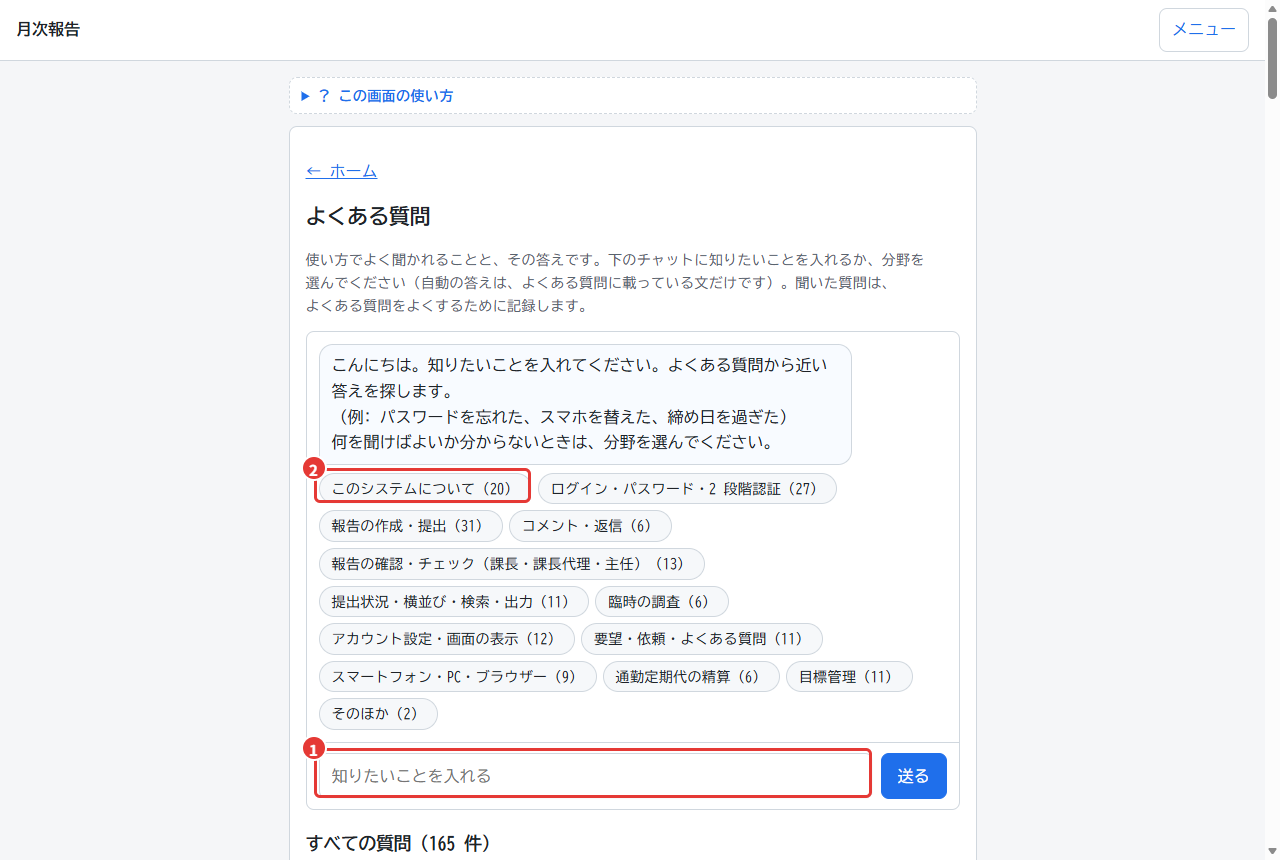 月次報告
メニュー
▶ ? この画面の使い方
← ホーム
よくある質問
使い方でよく聞かれることと、その答えです。下のチャットに知りたいことを入れるか、分野を
選んでください（自動の答えは、よくある質問に載っている文だけです）。聞いた質問は、
よくある質問をよくするために記録します。
こんにちは。知りたいことを入れてください。よくある質問から近い
答えを探します。
（例: パスワードを忘れた、スマホを替えた、締め日を過ぎた）
何を聞けばよいか分からないときは、分野を選んでください。
2
このシステムについて（20） ログイン・パスワード・2 段階認証（27）
報告の作成・提出（31） コメント・返信（6）
報告の確認・チェック（課長・課長代理・主任）（13）
提出状況・横並び・検索・出力（11） 臨時の調査（6）
アカウント設定・画面の表示（12） 要望・依頼・よくある質問（11）
スマートフォン・PC・ブラウザー（9） 通勤定期代の精算（6） 目標管理（11）
そのほか（2）
1
知りたいことを入れる 送る
すべての質問（165 件）